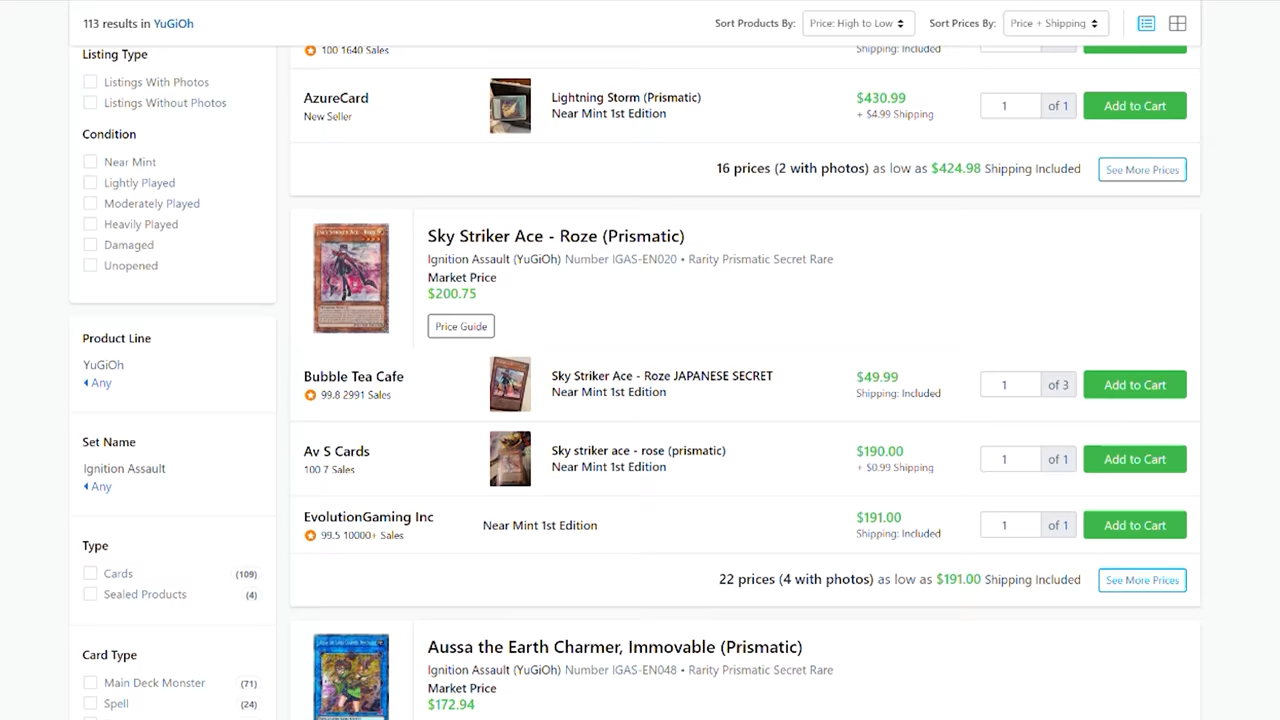 113 results in YuGiOh
Sort Products By: Price: High to Low
Sort Prices By: Price + Shipping
Listing Type
Listings With Photos
Listings Without Photos
Condition
Near Mint
Lightly Played
Moderately Played
Heavily Played
Damaged
Unopened
Product Line
YuGiOh
Any
Set Name
Ignition Assault
Any
Type
Cards (109)
Sealed Products (4)
Card Type
Main Deck Monster (71)
Spell (24)
100 1640 Sales
Shipping: Included
AzureCard
New Seller
Lightning Storm (Prismatic)
Near Mint 1st Edition
$430.99
+ $4.99 Shipping
1 of 1
Add to Cart
16 prices (2 with photos) as low as $424.98 Shipping Included
See More Prices
Sky Striker Ace - Roze (Prismatic)
Ignition Assault (YuGiOh) Number IGAS-EN020 • Rarity Prismatic Secret Rare
Market Price
$200.75
Price Guide
Bubble Tea Cafe
99.8 2991 Sales
Sky Striker Ace - Roze JAPANESE SECRET
Near Mint 1st Edition
$49.99
Shipping: Included
1 of 3
Add to Cart
Av S Cards
100 7 Sales
Sky striker ace - rose (prismatic)
Near Mint 1st Edition
$190.00
+ $0.99 Shipping
1 of 1
Add to Cart
EvolutionGaming Inc
99.5 10000+ Sales
Near Mint 1st Edition
$191.00
Shipping: Included
1 of 1
Add to Cart
22 prices (4 with photos) as low as $191.00 Shipping Included
See More Prices
Aussa the Earth Charmer, Immovable (Prismatic)
Ignition Assault (YuGiOh) Number IGAS-EN048 • Rarity Prismatic Secret Rare
Market Price
$172.94